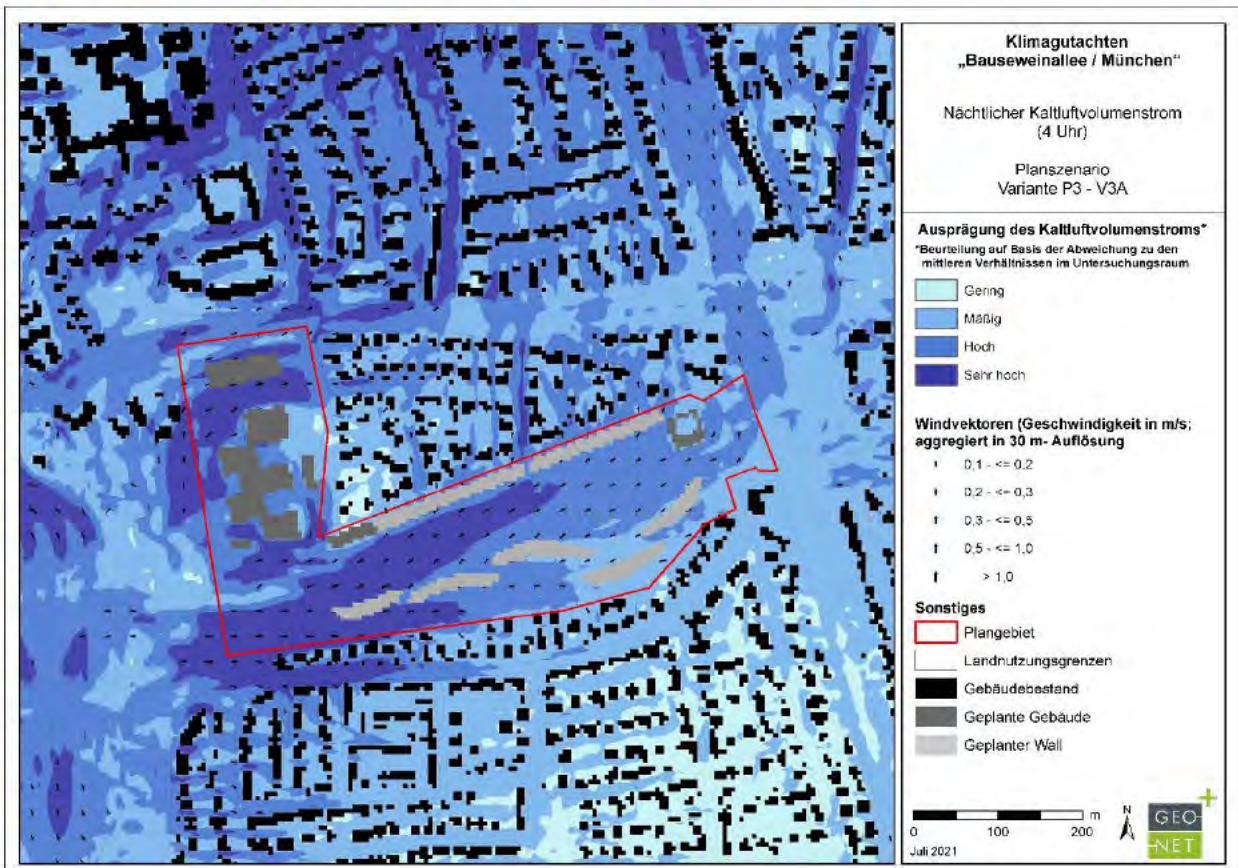 Klimagutachten
„Bauseweinallee / München“
Nächtlicher Kaltluftvolumenstrom
(4 Uhr)
Planszenario
Variante P3 - V3A
Ausprägung des Kaltluftvolumenstroms*
*Beurteilung auf Basis der Abweichung zu den
mittleren Verhältnissen im Untersuchungsraum
Gering
Mäßig
Hoch
Sehr hoch
Windvektoren (Geschwindigkeit in m/s;
aggregiert in 30 m- Auflösung
0,1 - <= 0,2
0,2 - <= 0,3
0,3 - <= 0,5
0,5 - <= 1,0
> 1,0
Sonstiges
Plangebiet
Landnutzungsgrenzen
Gebäudebestand
Geplante Gebäude
Geplanter Wall
0 100 200 m
N
Juli 2021
GEO-
-NET